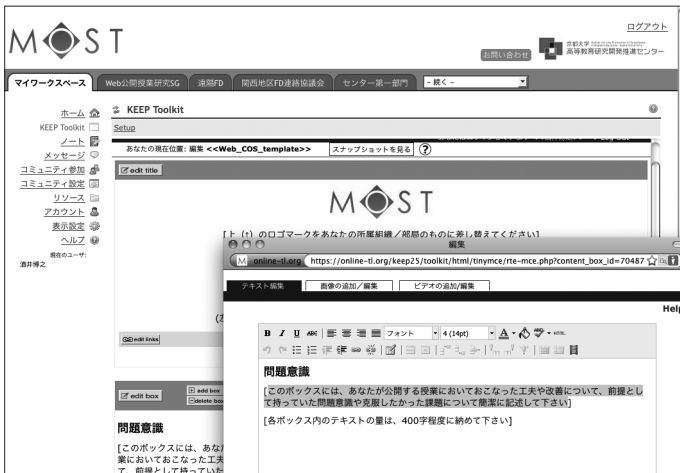 ログアウト
MOST
お問い合わせ
京都大学
高等教育研究開発推進センター
マイワークスペース
Web公開授業研究SG
遠隔FD
関西地区FD連絡協議会
センター第一部門
- 続く -
ホーム
KEEP Toolkit
ノート
メッセージ
コミュニティ参加
コミュニティ設定
リソース
アカウント
表示設定
ヘルプ
現在のユーザ:
酒井博之
KEEP Toolkit
Setup
あなたの現在位置: 編集 <<Web_COS_template>>
スナップショットを見る
?
edit title
MOST
[上 (t) のロゴマークをあなたの所属組織/部局のものに差し替えてください]
(左
edit links
edit box
add box
delete box
問題意識
[このボックスには、あな
業においておこなった工夫
て、前提として持っていた
編集
online-tl.org
https://online-tl.org/keep25/toolkit/html/tinymce/rte-mce.php?content_box_id=70487
テキスト編集
画像の追加/編集
ビデオの追加/編集
Help
B I U ABC
フォント
4 (14pt)
A
HTML
問題意識
[このボックスには、あなたが公開する授業においておこなった工夫や改善について、前提とし
て持っていた問題意識や克服したかった課題について簡潔に記述して下さい]
[各ボックス内のテキストの量は、400字程度に納めて下さい]